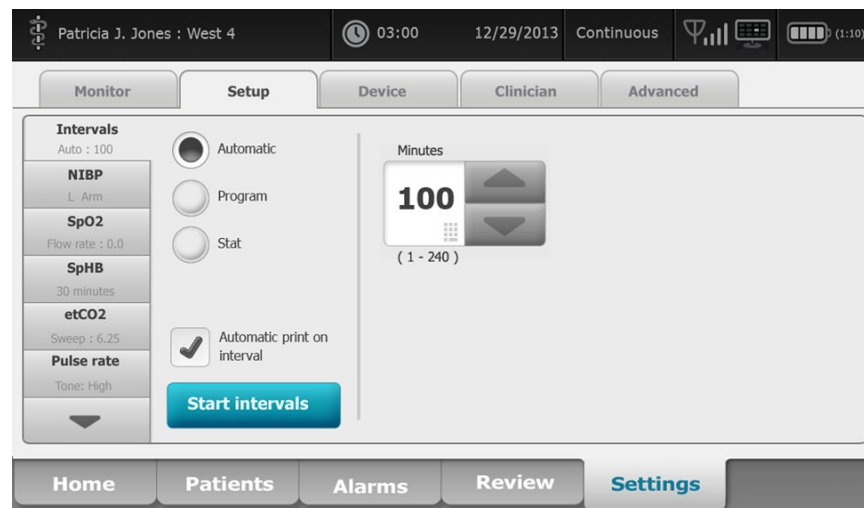 Patricia J. Jones : West 4
03:00
12/29/2013
Continuous
(1:10)
Monitor
Setup
Device
Clinician
Advanced
Intervals
Auto : 100
NIBP
L Arm
SpO2
Flow rate : 0.0
SpHB
30 minutes
etCO2
Sweep : 6.25
Pulse rate
Tone: High
Automatic
Program
Stat
Automatic print on
interval
Start intervals
Minutes
100
( 1 - 240 )
Home
Patients
Alarms
Review
Settings